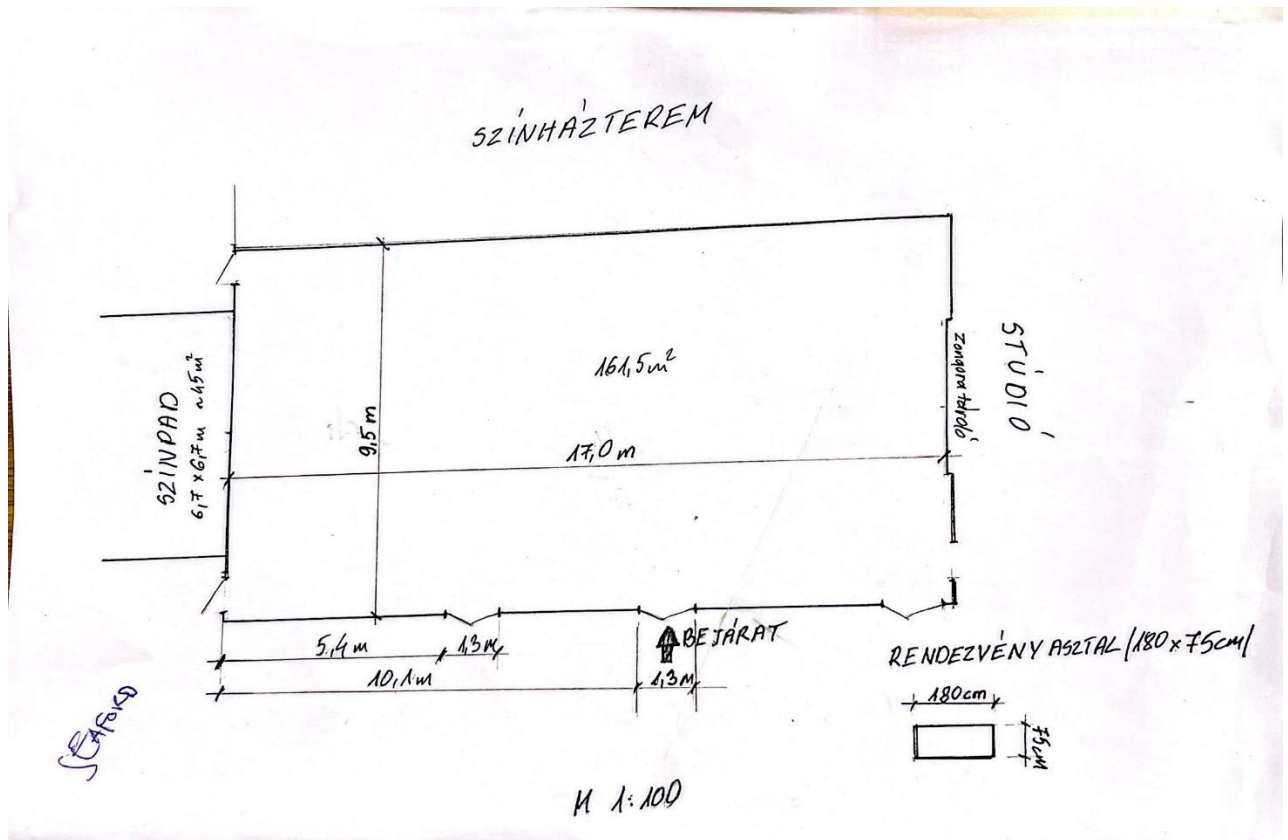 SZÍNHÁZTEREM
161,5m²
SZÍNPAD
6,7 x 6,7m ~45m²
9,5 m
17,0 m
Zongora tároló
STÚDIÓ
5,4 m
1,3 m
BEJÁRAT
10,1 m
1,3 m
RENDEZVÉNY ASZTAL /180 x 75cm/
180cm
75cm
M 1:100